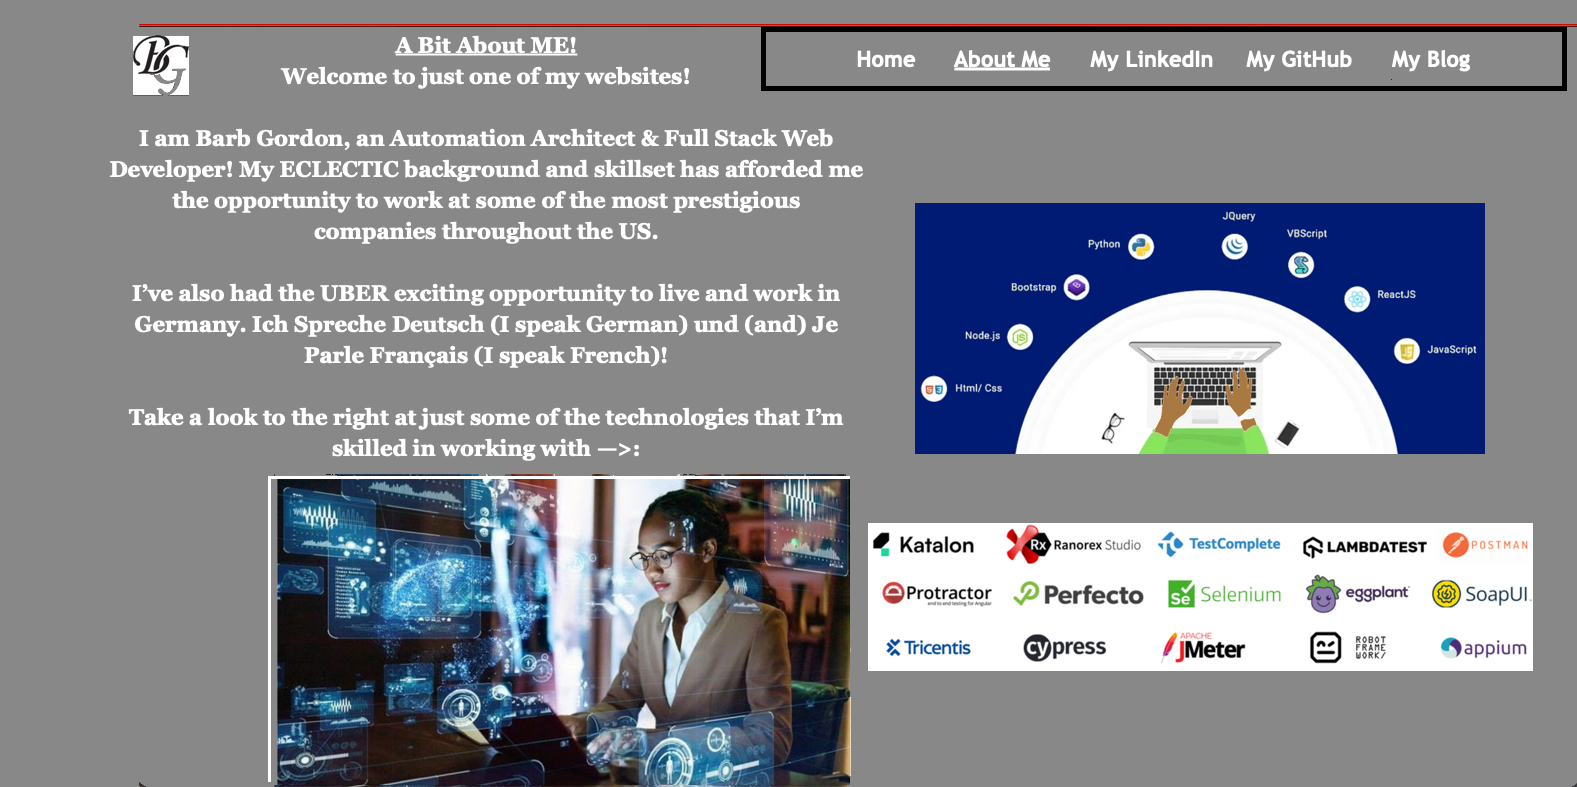 BG
A Bit About ME!
Welcome to just one of my websites!
Home About Me My LinkedIn My GitHub My Blog
I am Barb Gordon, an Automation Architect & Full Stack Web
Developer! My ECLECTIC background and skillset has afforded me
the opportunity to work at some of the most prestigious
companies throughout the US.
I’ve also had the UBER exciting opportunity to live and work in
Germany. Ich Spreche Deutsch (I speak German) und (and) Je
Parle Français (I speak French)!
Take a look to the right at just some of the technologies that I’m
skilled in working with —>:
JQuery
VBScript
Python
Bootstrap
ReactJS
Node.js
JS
JavaScript
Html/ Css
Katalon Rx Ranorex Studio TestComplete LAMBDATEST POSTMAN
Protractor Perfecto Se Selenium eggplant SoapUI
end to end testing for Angular
Tricentis cypress APACHE JMeter ROBOT FRAME WORK/ appium